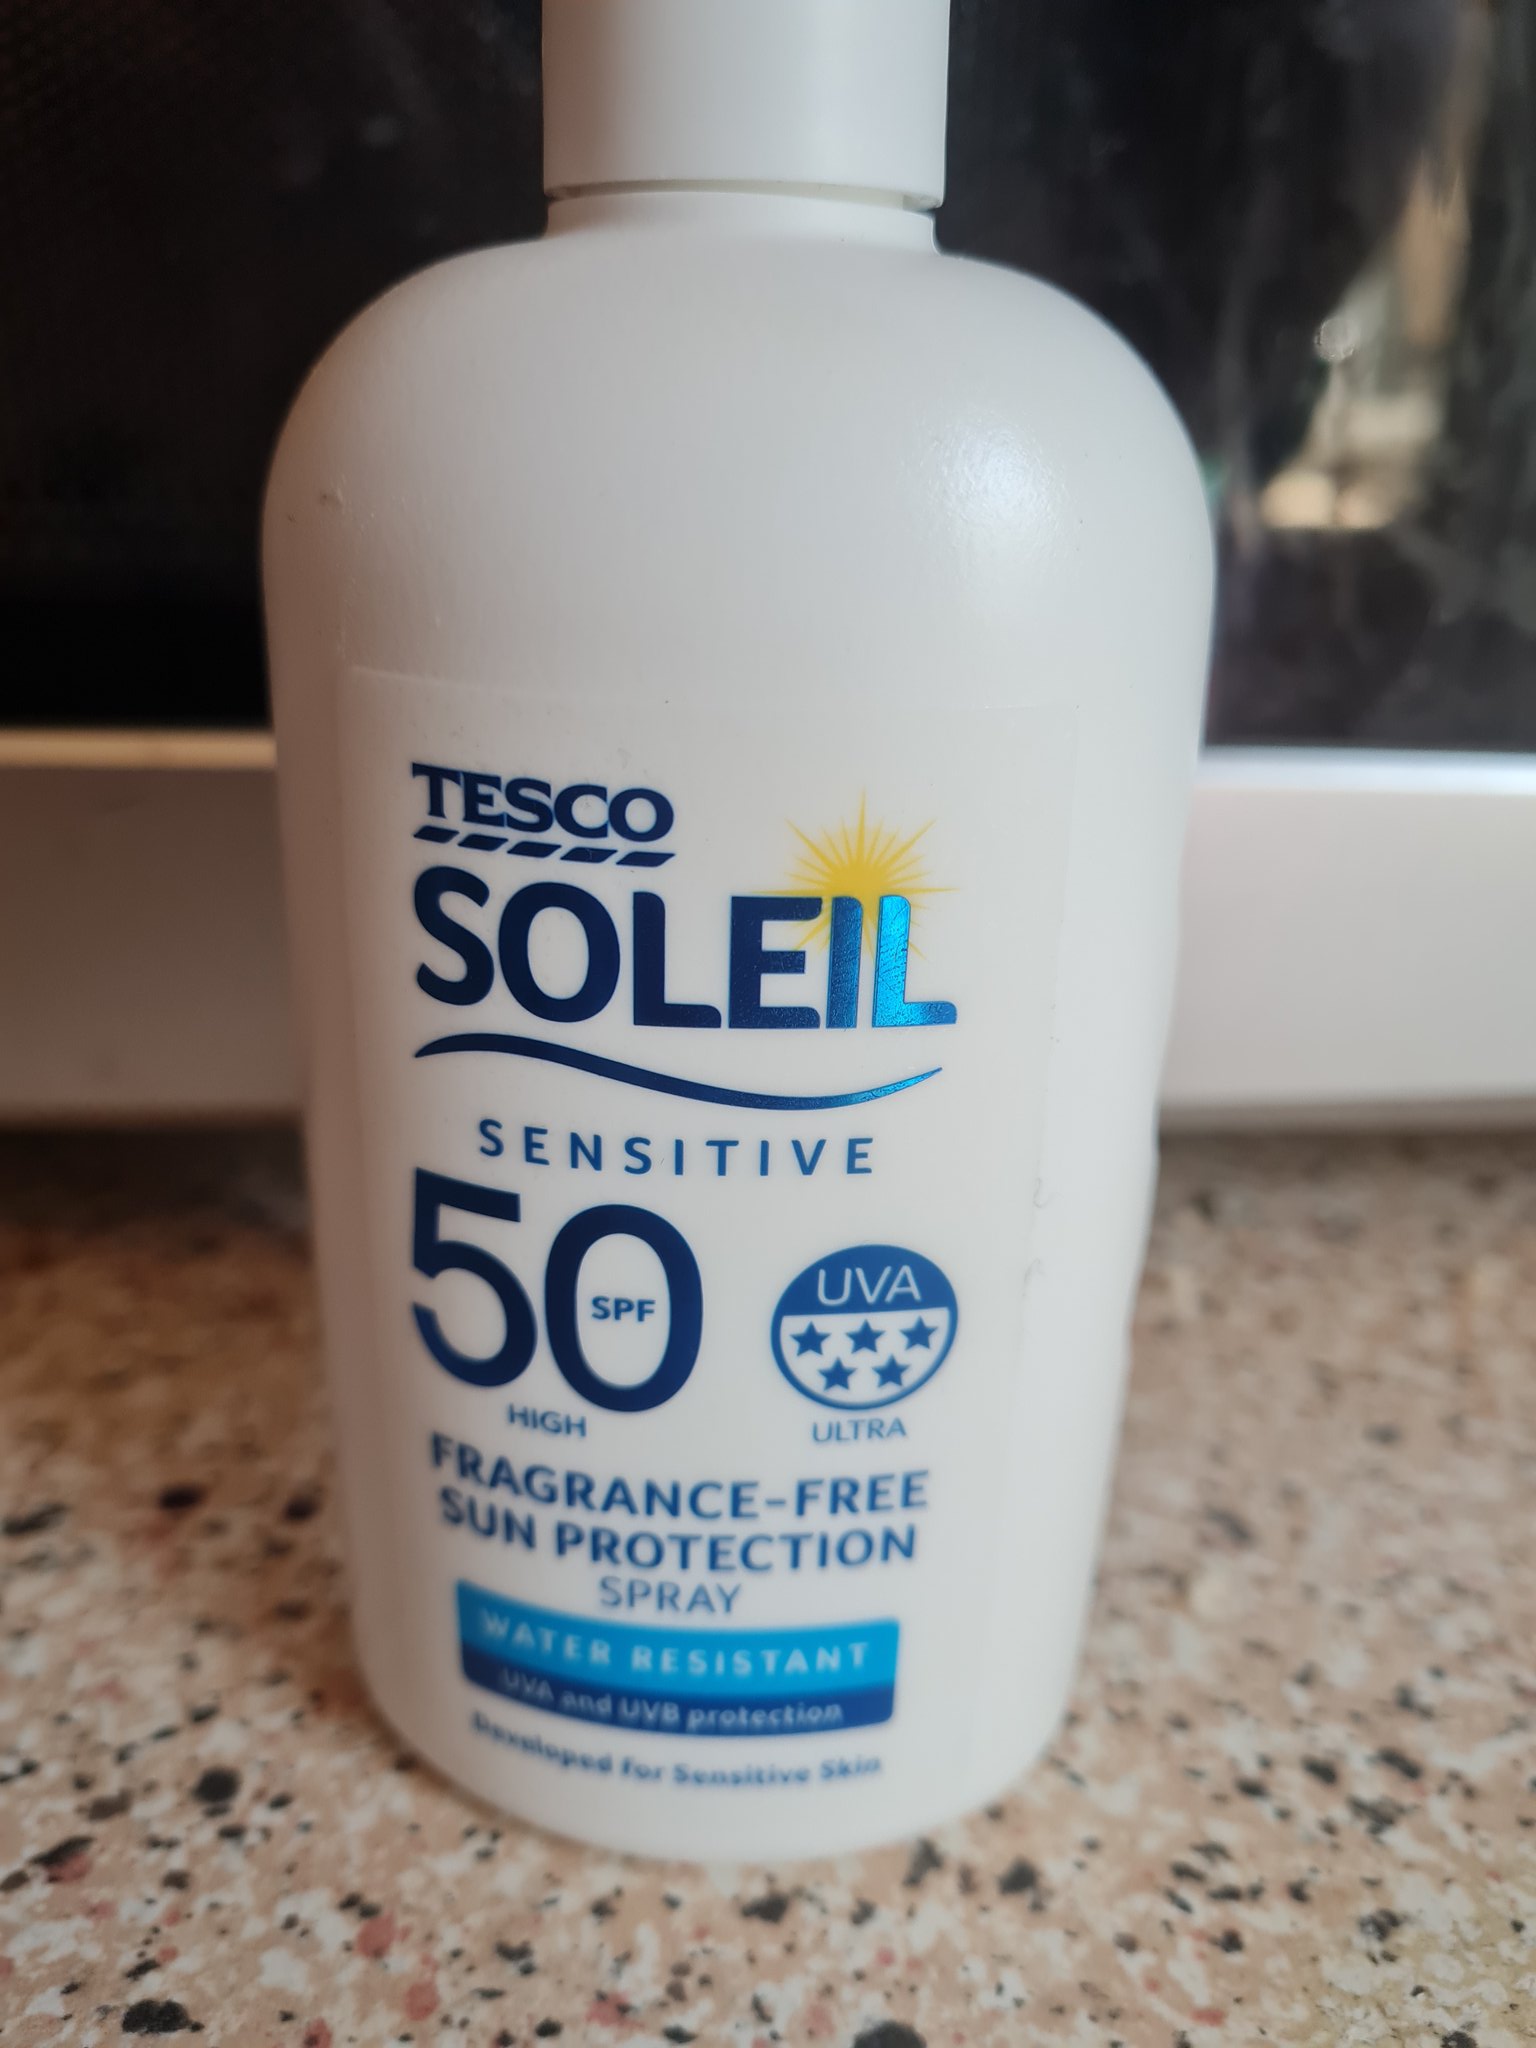 TESCO
SOLEIL
SENSITIVE
50
SPF
HIGH
UVA
ULTRA
FRAGRANCE-FREE
SUN PROTECTION
SPRAY
WATER RESISTANT
UVA and UVB protection
Developed for Sensitive Skin